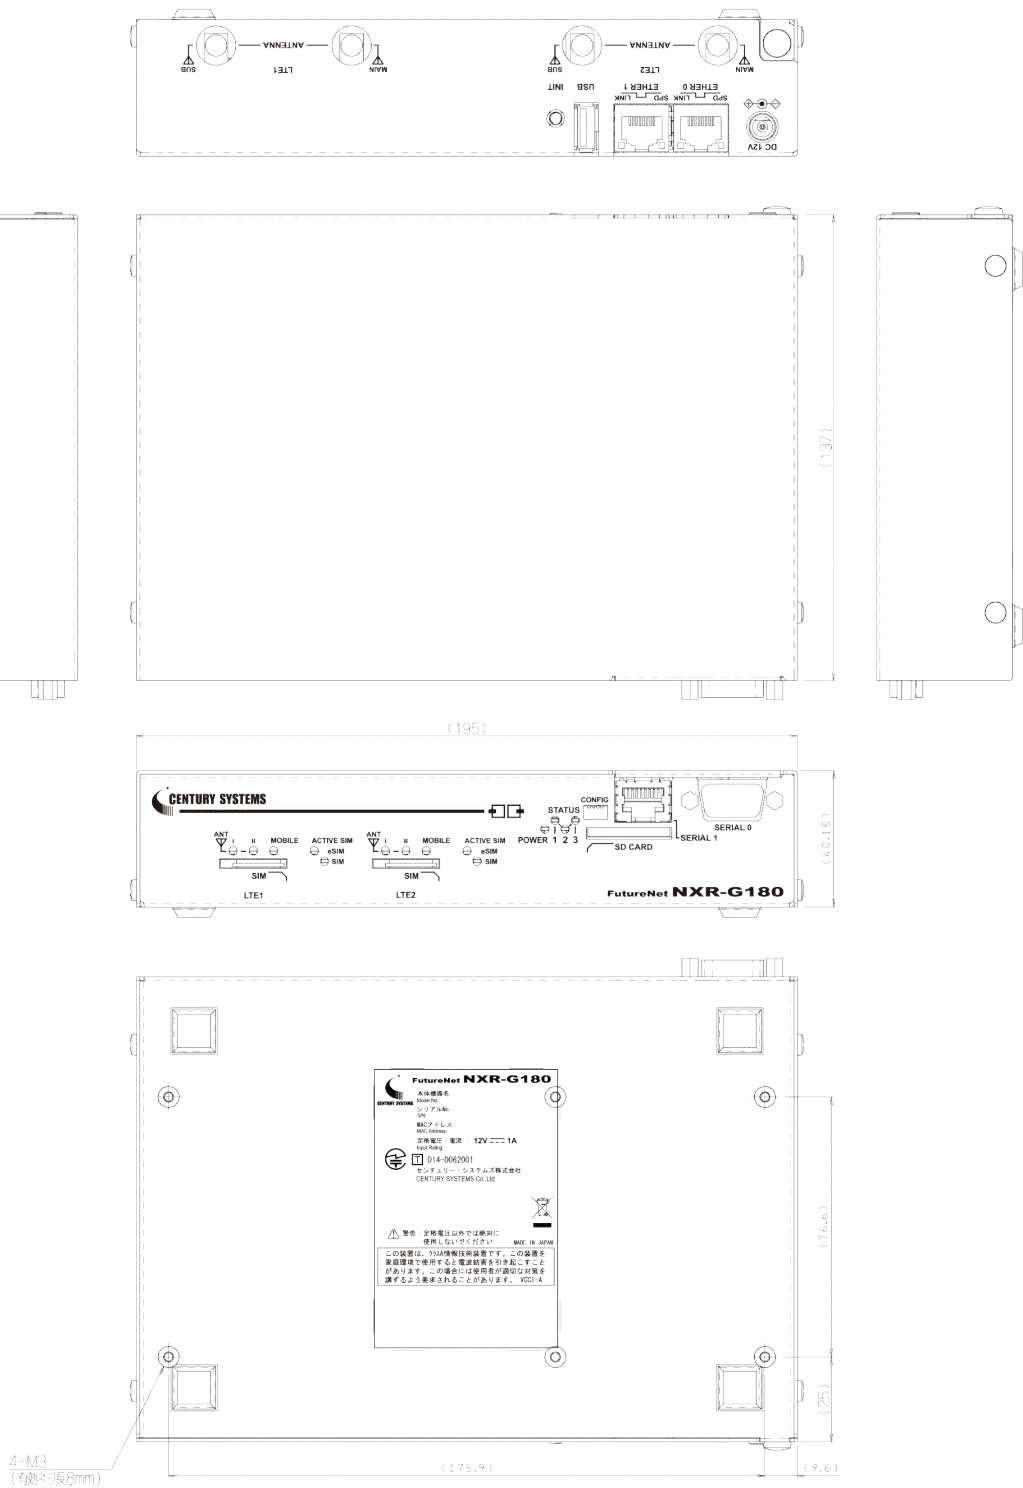 SUB ANTENNA MAIN
LTE1
SUB ANTENNA MAIN
LTE2
INIT USB ETHER 1 ETHER 0
LINK SPD LINK SPD
DC 12V
(137)
(195)
CENTURY SYSTEMS
CONFIG
STATUS
ANT I II MOBILE ACTIVE SIM
eSIM
SIM
SIM
LTE1
ANT I II MOBILE ACTIVE SIM
eSIM
SIM
SIM
LTE2
POWER 1 2 3
SD CARD
SERIAL 1
SERIAL 0
FutureNet NXR-G180
(40.15)
FutureNet NXR-G180
CENTURY SYSTEMS
本体機器名
Model No.
シリアルNo.
S/N
MACアドレス
MAC Address
定格電圧・電流 12V 1A
Input Rating
T D14-0062001
センチュリー・システムズ株式会社
CENTURY SYSTEMS Co.,Ltd
警告 定格電圧以外では絶対に
使用しないでください
MADE IN JAPAN
この装置は、クラスA情報技術装置です。この装置を
家庭環境で使用すると電波妨害を引き起こすこと
があります。この場合には使用者が適切な対策を
講ずるよう要求されることがあります。 VCCI-A
(76.6)
(25)
4-M3
(有効ネジ長8mm)
(175.9)
(9.6)